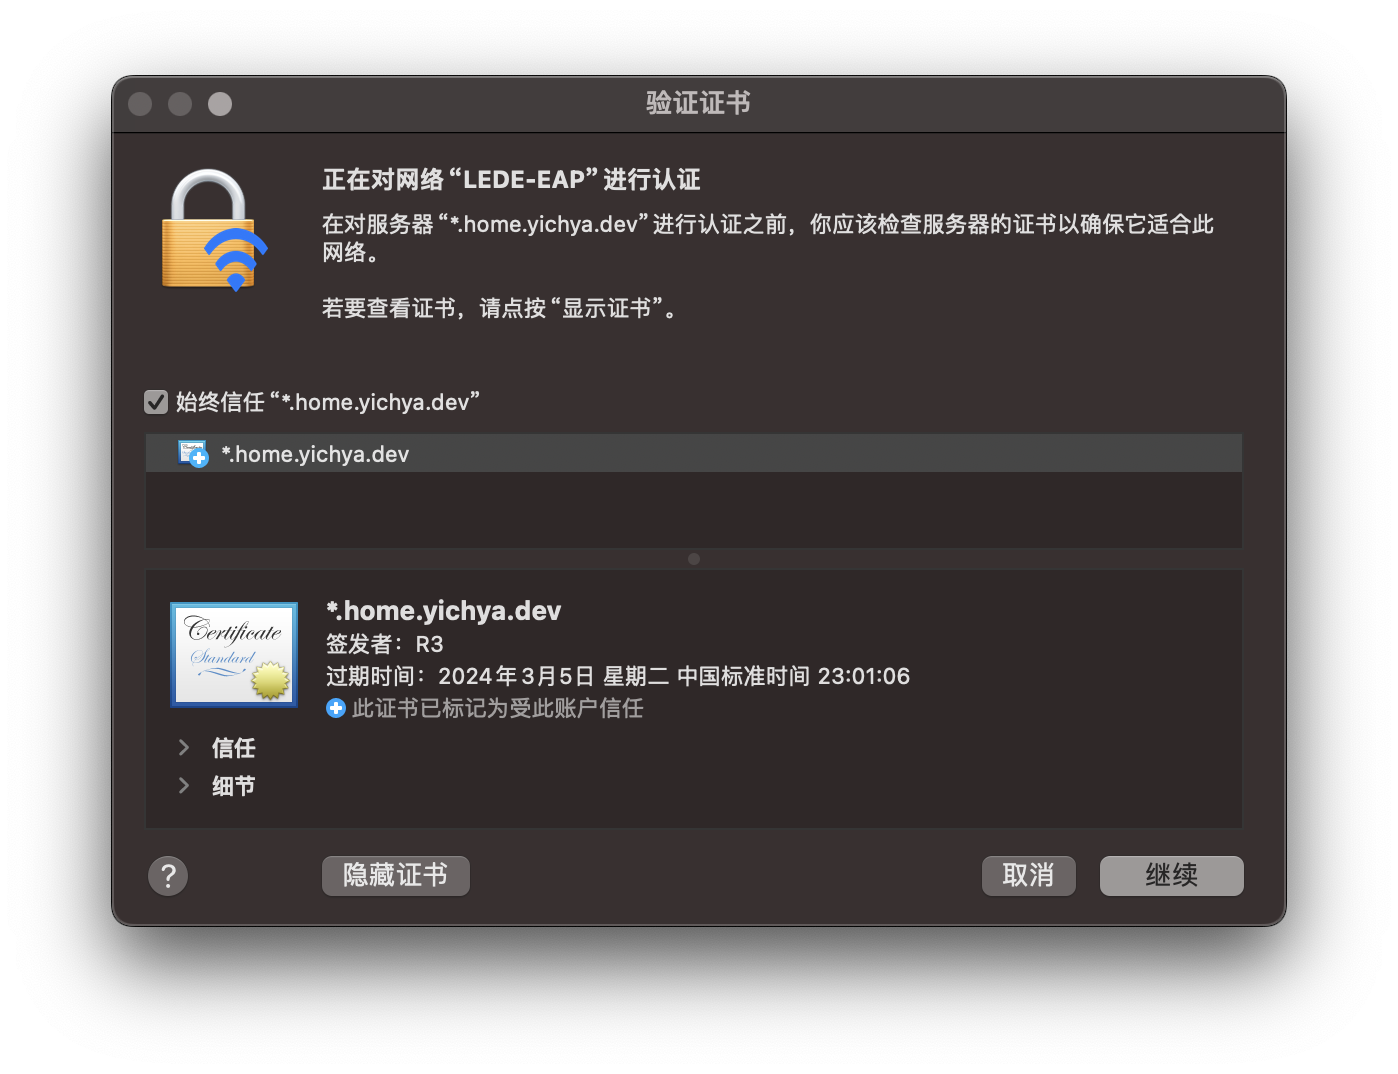 验证证书
正在对网络“LEDE-EAP”进行认证
在对服务器“*.home.yichya.dev”进行认证之前，你应该检查服务器的证书以确保它适合此
网络。
若要查看证书，请点按“显示证书”。
始终信任“*.home.yichya.dev”
*.home.yichya.dev
Certificate
Standard
*.home.yichya.dev
签发者：R3
过期时间：2024年3月5日 星期二 中国标准时间 23:01:06
此证书已标记为受此账户信任
信任
细节
?
隐藏证书
取消
继续